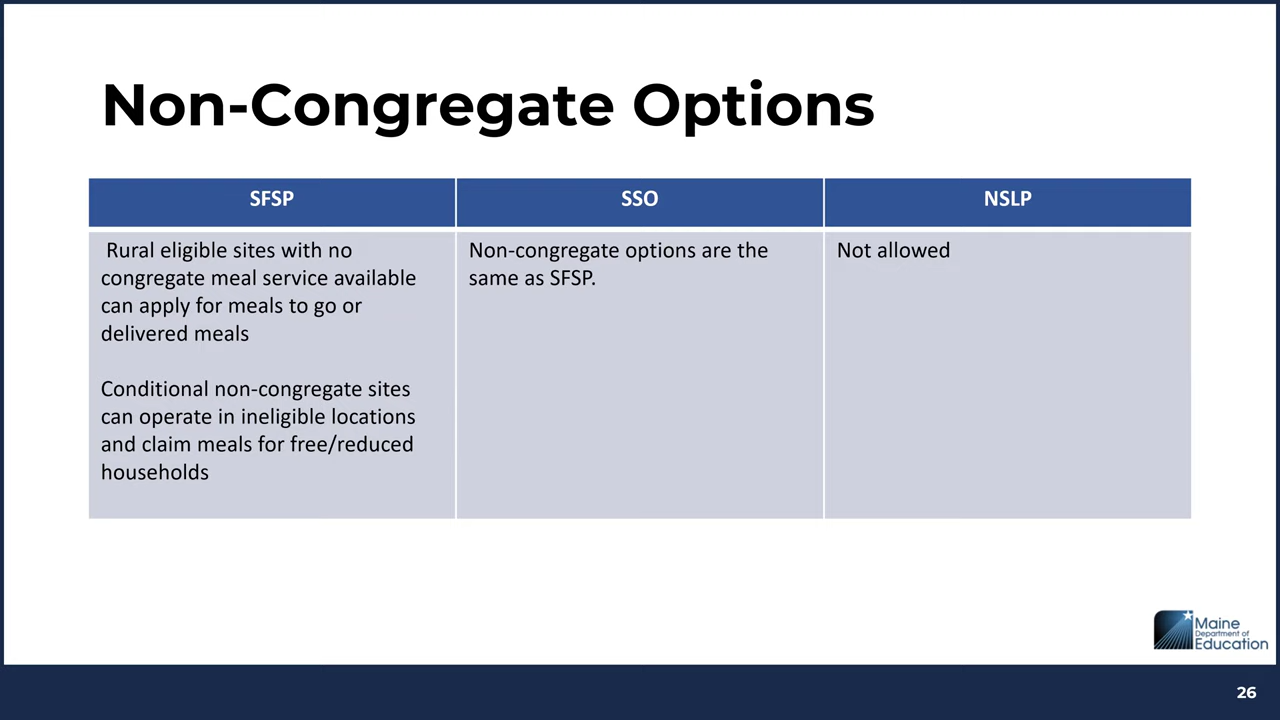 Non-Congregate Options
SFSP
SSO
NSLP
Rural eligible sites with no
congregate meal service available
can apply for meals to go or
delivered meals
Conditional non-congregate sites
can operate in ineligible locations
and claim meals for free/reduced
households
Non-congregate options are the
same as SFSP.
Not allowed
Maine
Department of
Education
26